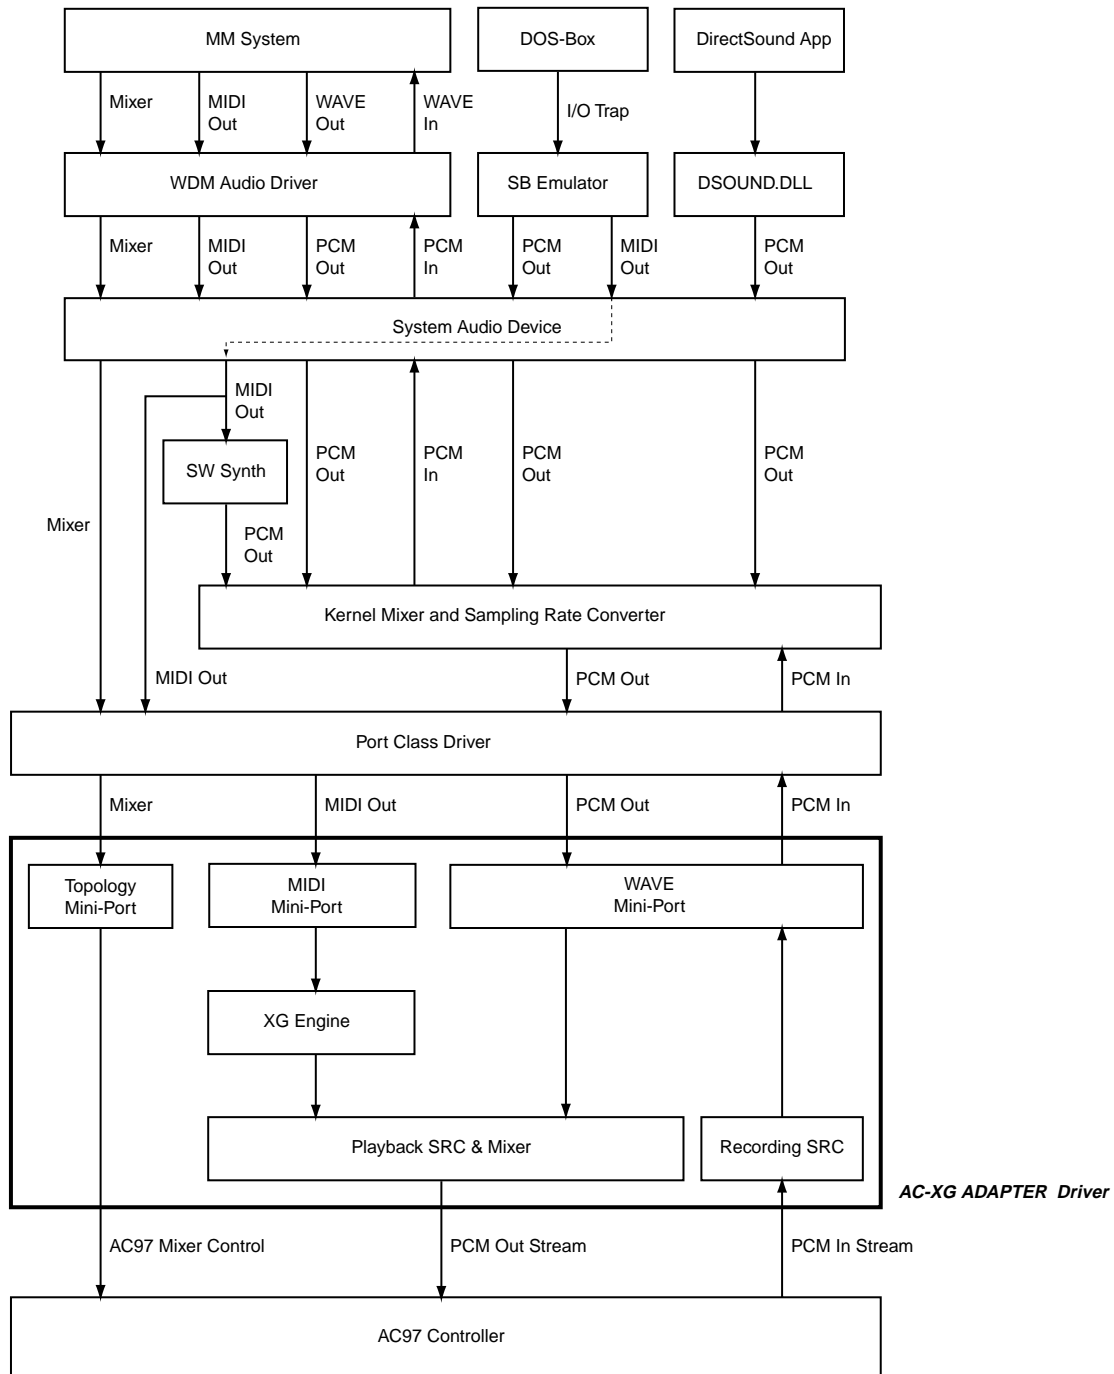 MM System
DOS-Box
DirectSound App
Mixer
MIDI
Out
WAVE
Out
WAVE
In
I/O Trap
WDM Audio Driver
SB Emulator
DSOUND.DLL
Mixer
MIDI
Out
PCM
Out
PCM
In
PCM
Out
MIDI
Out
PCM
Out
System Audio Device
MIDI
Out
SW Synth
PCM
Out
PCM
In
PCM
Out
PCM
Out
Mixer
PCM
Out
Kernel Mixer and Sampling Rate Converter
MIDI Out
PCM Out
PCM In
Port Class Driver
Mixer
MIDI Out
PCM Out
PCM In
Topology
Mini-Port
MIDI
Mini-Port
WAVE
Mini-Port
XG Engine
Playback SRC & Mixer
Recording SRC
AC-XG ADAPTER Driver
AC97 Mixer Control
PCM Out Stream
PCM In Stream
AC97 Controller